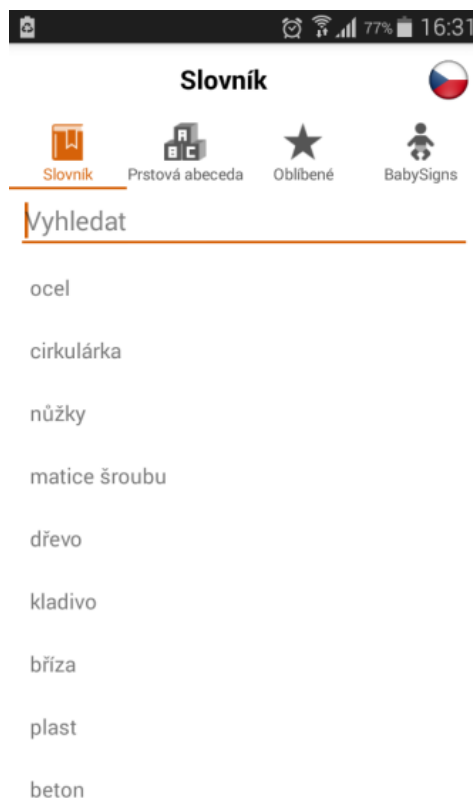 77% 16:31
Slovník
Slovník Prstová abeceda Oblíbené BabySigns
Vyhledat
ocel
cirkulárka
nůžky
matice šroubu
dřevo
kladivo
bříza
plast
beton